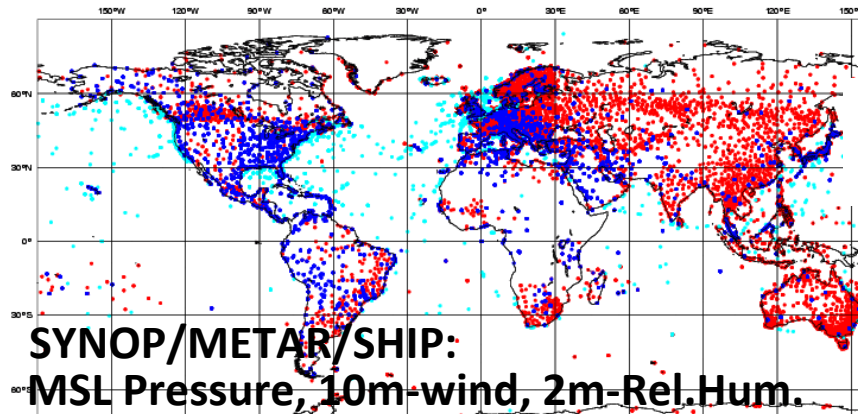 150°W 120°W 90°W 60°W 30°W 0° 30°E 60°E 90°E 120°E 150°
60°N
30°N
0°
30°S
SYNOP/METAR/SHIP:
MSL Pressure, 10m-wind, 2m-Rel.Hum.
60°S